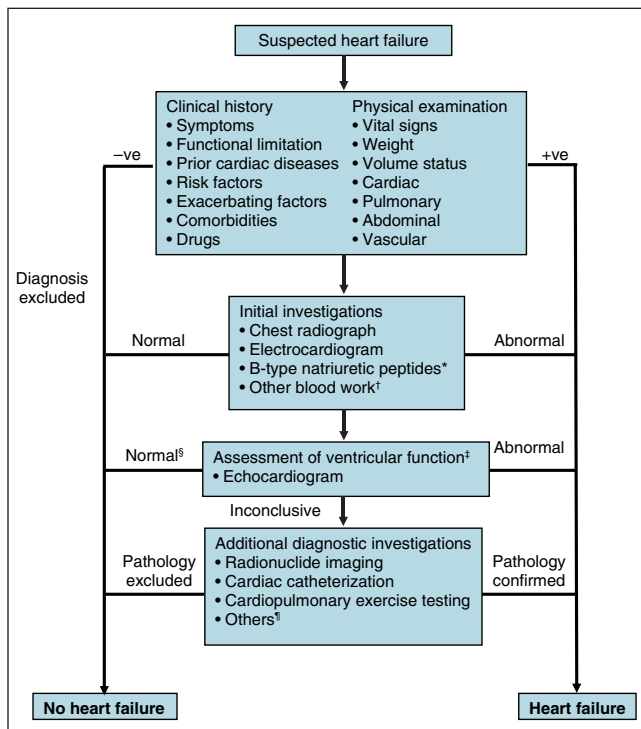 Suspected heart failure
Clinical history
• Symptoms
• Functional limitation
• Prior cardiac diseases
• Risk factors
• Exacerbating factors
• Comorbidities
• Drugs
Physical examination
• Vital signs
• Weight
• Volume status
• Cardiac
• Pulmonary
• Abdominal
• Vascular
–ve
+ve
Diagnosis
excluded
Initial investigations
• Chest radiograph
• Electrocardiogram
• B-type natriuretic peptides*
• Other blood work†
Normal
Abnormal
Assessment of ventricular function‡
• Echocardiogram
Normal§
Abnormal
Inconclusive
Additional diagnostic investigations
• Radionuclide imaging
• Cardiac catheterization
• Cardiopulmonary exercise testing
• Others¶
Pathology
excluded
Pathology
confirmed
No heart failure
Heart failure